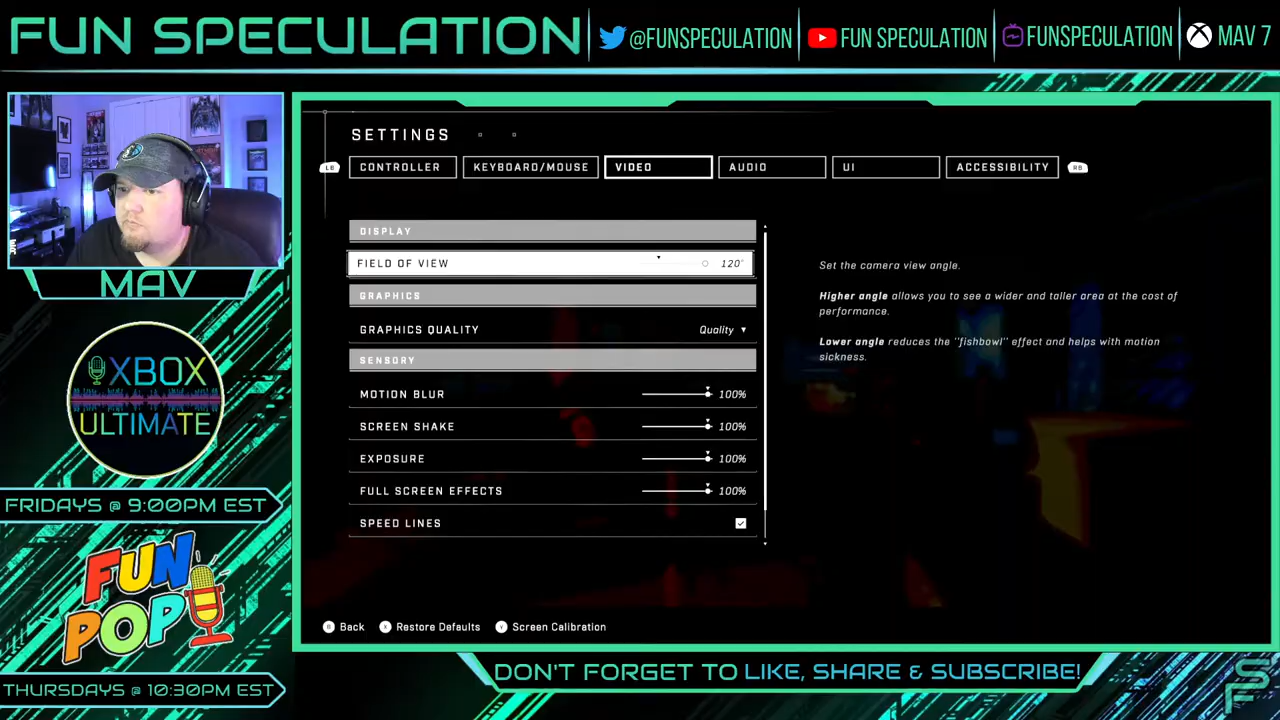 FUN SPECULATION
@FUNSPECULATION
FUN SPECULATION
FUNSPECULATION
MAV 7
SETTINGS
LB
CONTROLLER
KEYBOARD/MOUSE
VIDEO
AUDIO
UI
ACCESSIBILITY
RB
DISPLAY
FIELD OF VIEW 120°
GRAPHICS
GRAPHICS QUALITY Quality
SENSORY
MOTION BLUR 100%
SCREEN SHAKE 100%
EXPOSURE 100%
FULL SCREEN EFFECTS 100%
SPEED LINES
Set the camera view angle.
Higher angle allows you to see a wider and taller area at the cost of
performance.
Lower angle reduces the "fishbowl" effect and helps with motion
sickness.
B Back
X Restore Defaults
Y Screen Calibration
MAV
XBOX
ULTIMATE
FRIDAYS @ 9:00PM EST
FUN
POP
THURSDAYS @ 10:30PM EST
DON'T FORGET TO LIKE, SHARE & SUBSCRIBE!
SF